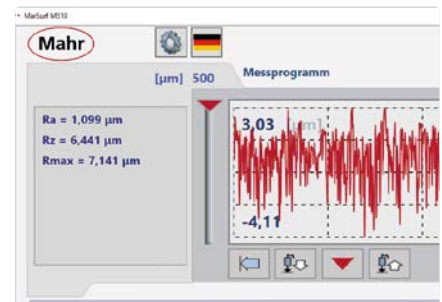 MarSurf MS10
Mahr
[µm] 500
Messprogramm
Ra = 1,099 µm
Rz = 6,441 µm
Rmax = 7,141 µm
3,03 [µm]
-4,11